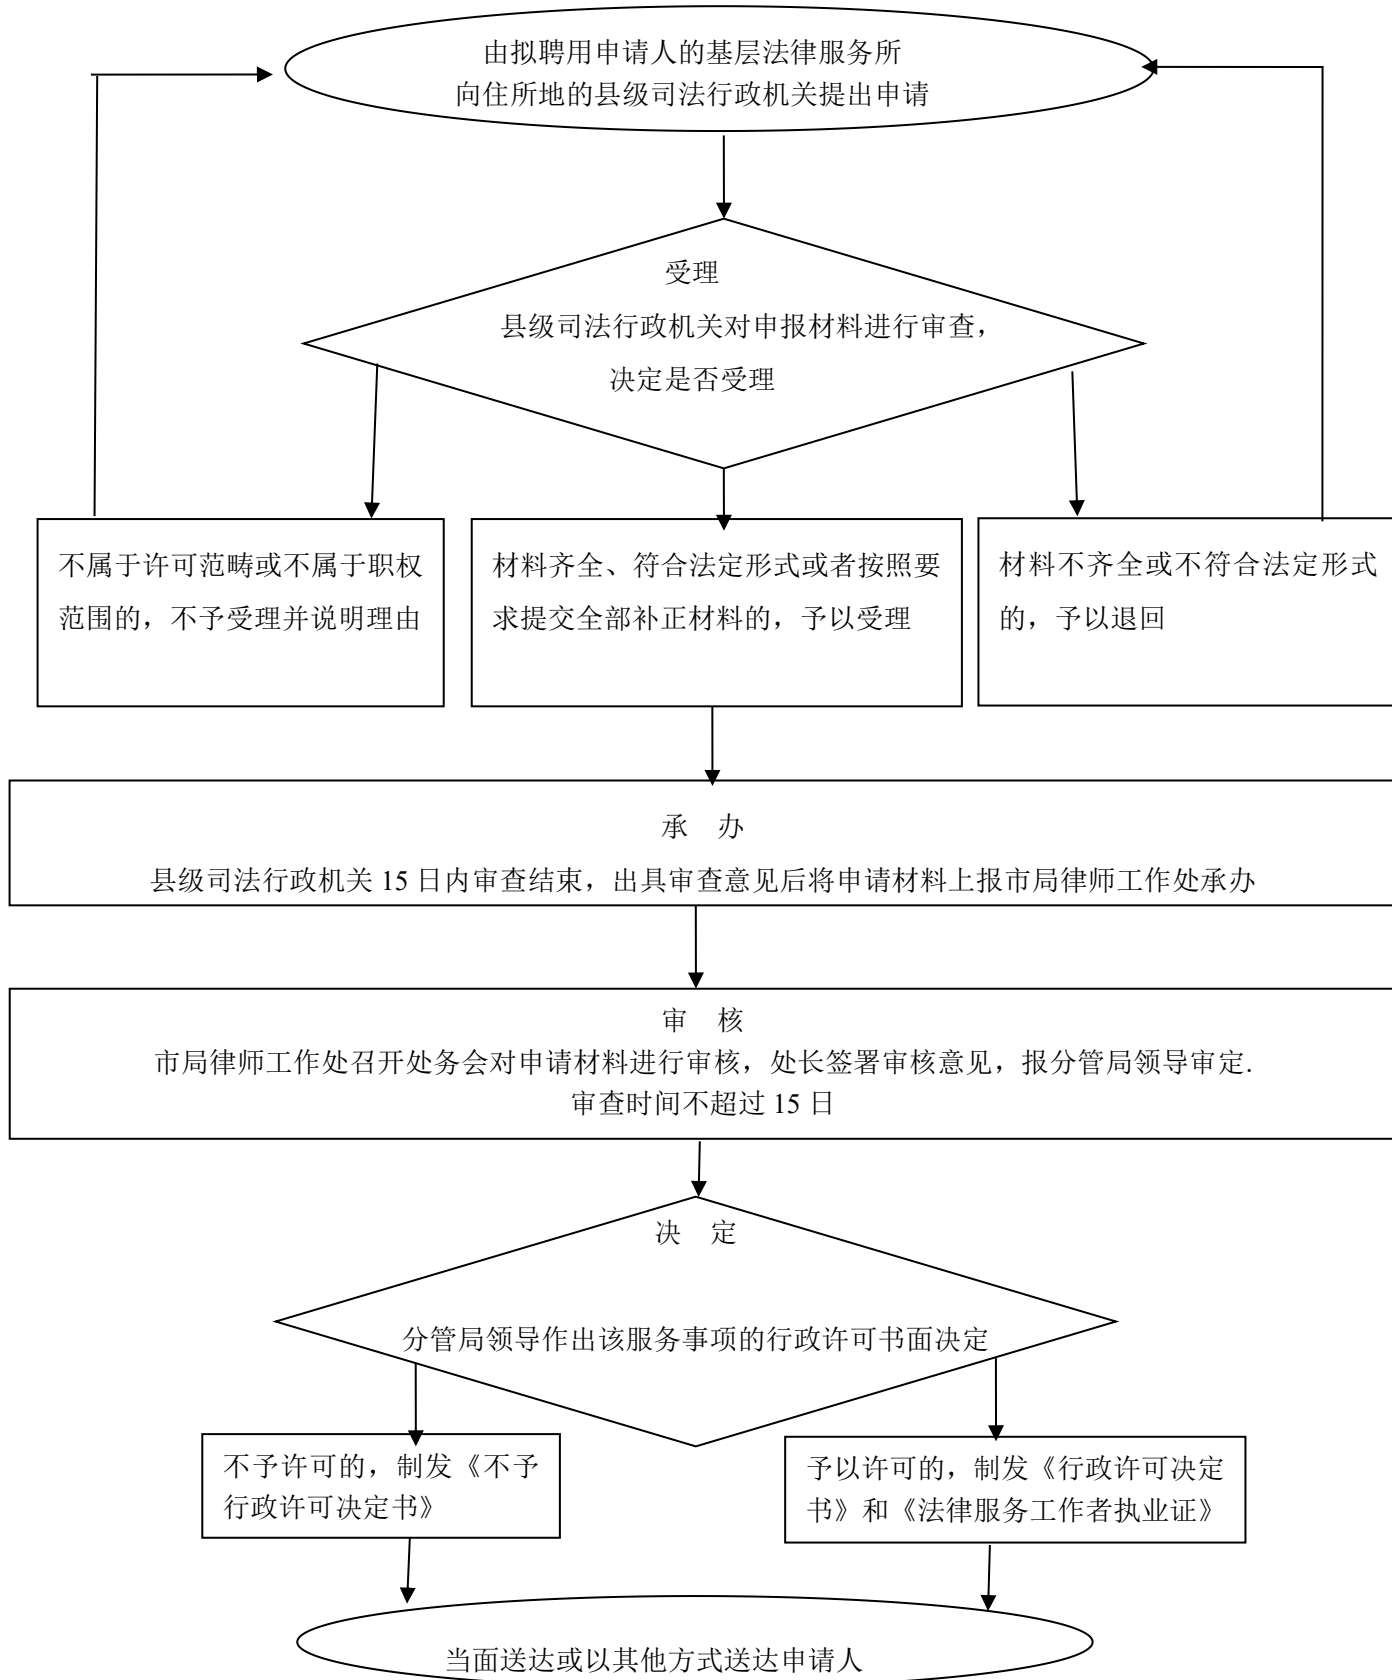 由拟聘用申请人的基层法律服务所
向住所地的县级司法行政机关提出申请
受理
县级司法行政机关对申报材料进行审查，
决定是否受理
不属于许可范畴或不属于职权
范围的，不予受理并说明理由
材料齐全、符合法定形式或者按照要
求提交全部补正材料的，予以受理
材料不齐全或不符合法定形式
的，予以退回
承　办
县级司法行政机关 15 日内审查结束，出具审查意见后将申请材料上报市局律师工作处承办
审　核
市局律师工作处召开处务会对申请材料进行审核，处长签署审核意见，报分管局领导审定.
审查时间不超过 15 日
决　定
分管局领导作出该服务事项的行政许可书面决定
不予许可的，制发《不予
行政许可决定书》
予以许可的，制发《行政许可决定
书》和《法律服务工作者执业证》
当面送达或以其他方式送达申请人